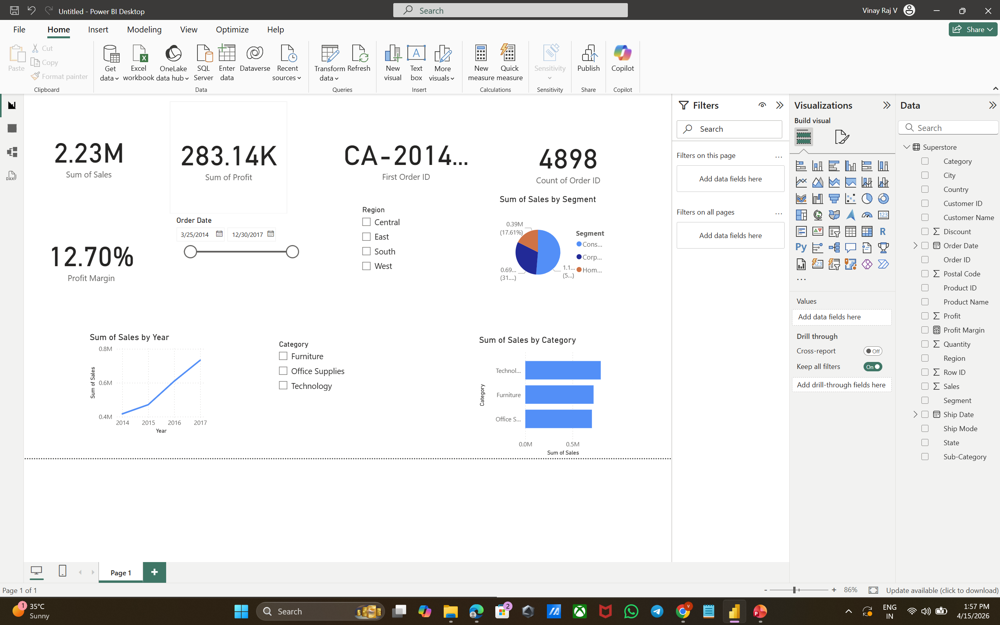 Untitled - Power BI Desktop
Search
Vinay Raj V
File
Home
Insert
Modeling
View
Optimize
Help
Share
Paste
Cut
Copy
Format painter
Clipboard
Get data
Excel workbook
OneLake data hub
SQL Server
Enter data
Dataverse
Recent sources
Data
Transform data
Refresh
Queries
New visual
Text box
More visuals
Insert
New measure
Quick measure
Calculations
Sensitivity
Sensitivity
Publish
Share
Copilot
Copilot
DAX
2.23M
Sum of Sales
283.14K
Sum of Profit
CA-2014...
First Order ID
4898
Count of Order ID
12.70%
Profit Margin
Order Date
3/25/2014
12/30/2017
Region
Central
East
South
West
Sum of Sales by Segment
0.39M
(17.61%)
0.69...
(31....)
1.1...
(5...)
Segment
Cons...
Corp...
Hom...
Sum of Sales by Year
Sum of Sales
0.8M
0.6M
0.4M
2014 2015 2016 2017
Year
Category
Furniture
Office Supplies
Technology
Sum of Sales by Category
Category
Technol...
Furniture
Office S...
0.0M 0.5M
Sum of Sales
Filters
Search
Filters on this page
...
Add data fields here
Filters on all pages
...
Add data fields here
Visualizations
Build visual
123
R
Py
123
...
Values
Add data fields here
Drill through
Cross-report
Off
Keep all filters
On
Add drill-through fields here
Data
Search
Superstore
Category
City
Country
Customer ID
Customer Name
Discount
Order Date
Order ID
Postal Code
Product ID
Product Name
Profit
Profit Margin
Quantity
Region
Row ID
Sales
Segment
Ship Date
Ship Mode
State
Sub-Category
Page 1
+
Page 1 of 1
- + 86%
Update available (click to download)
1
35°C
Sunny
Search
2
V
P
ENG
IN
1:57 PM
4/15/2026